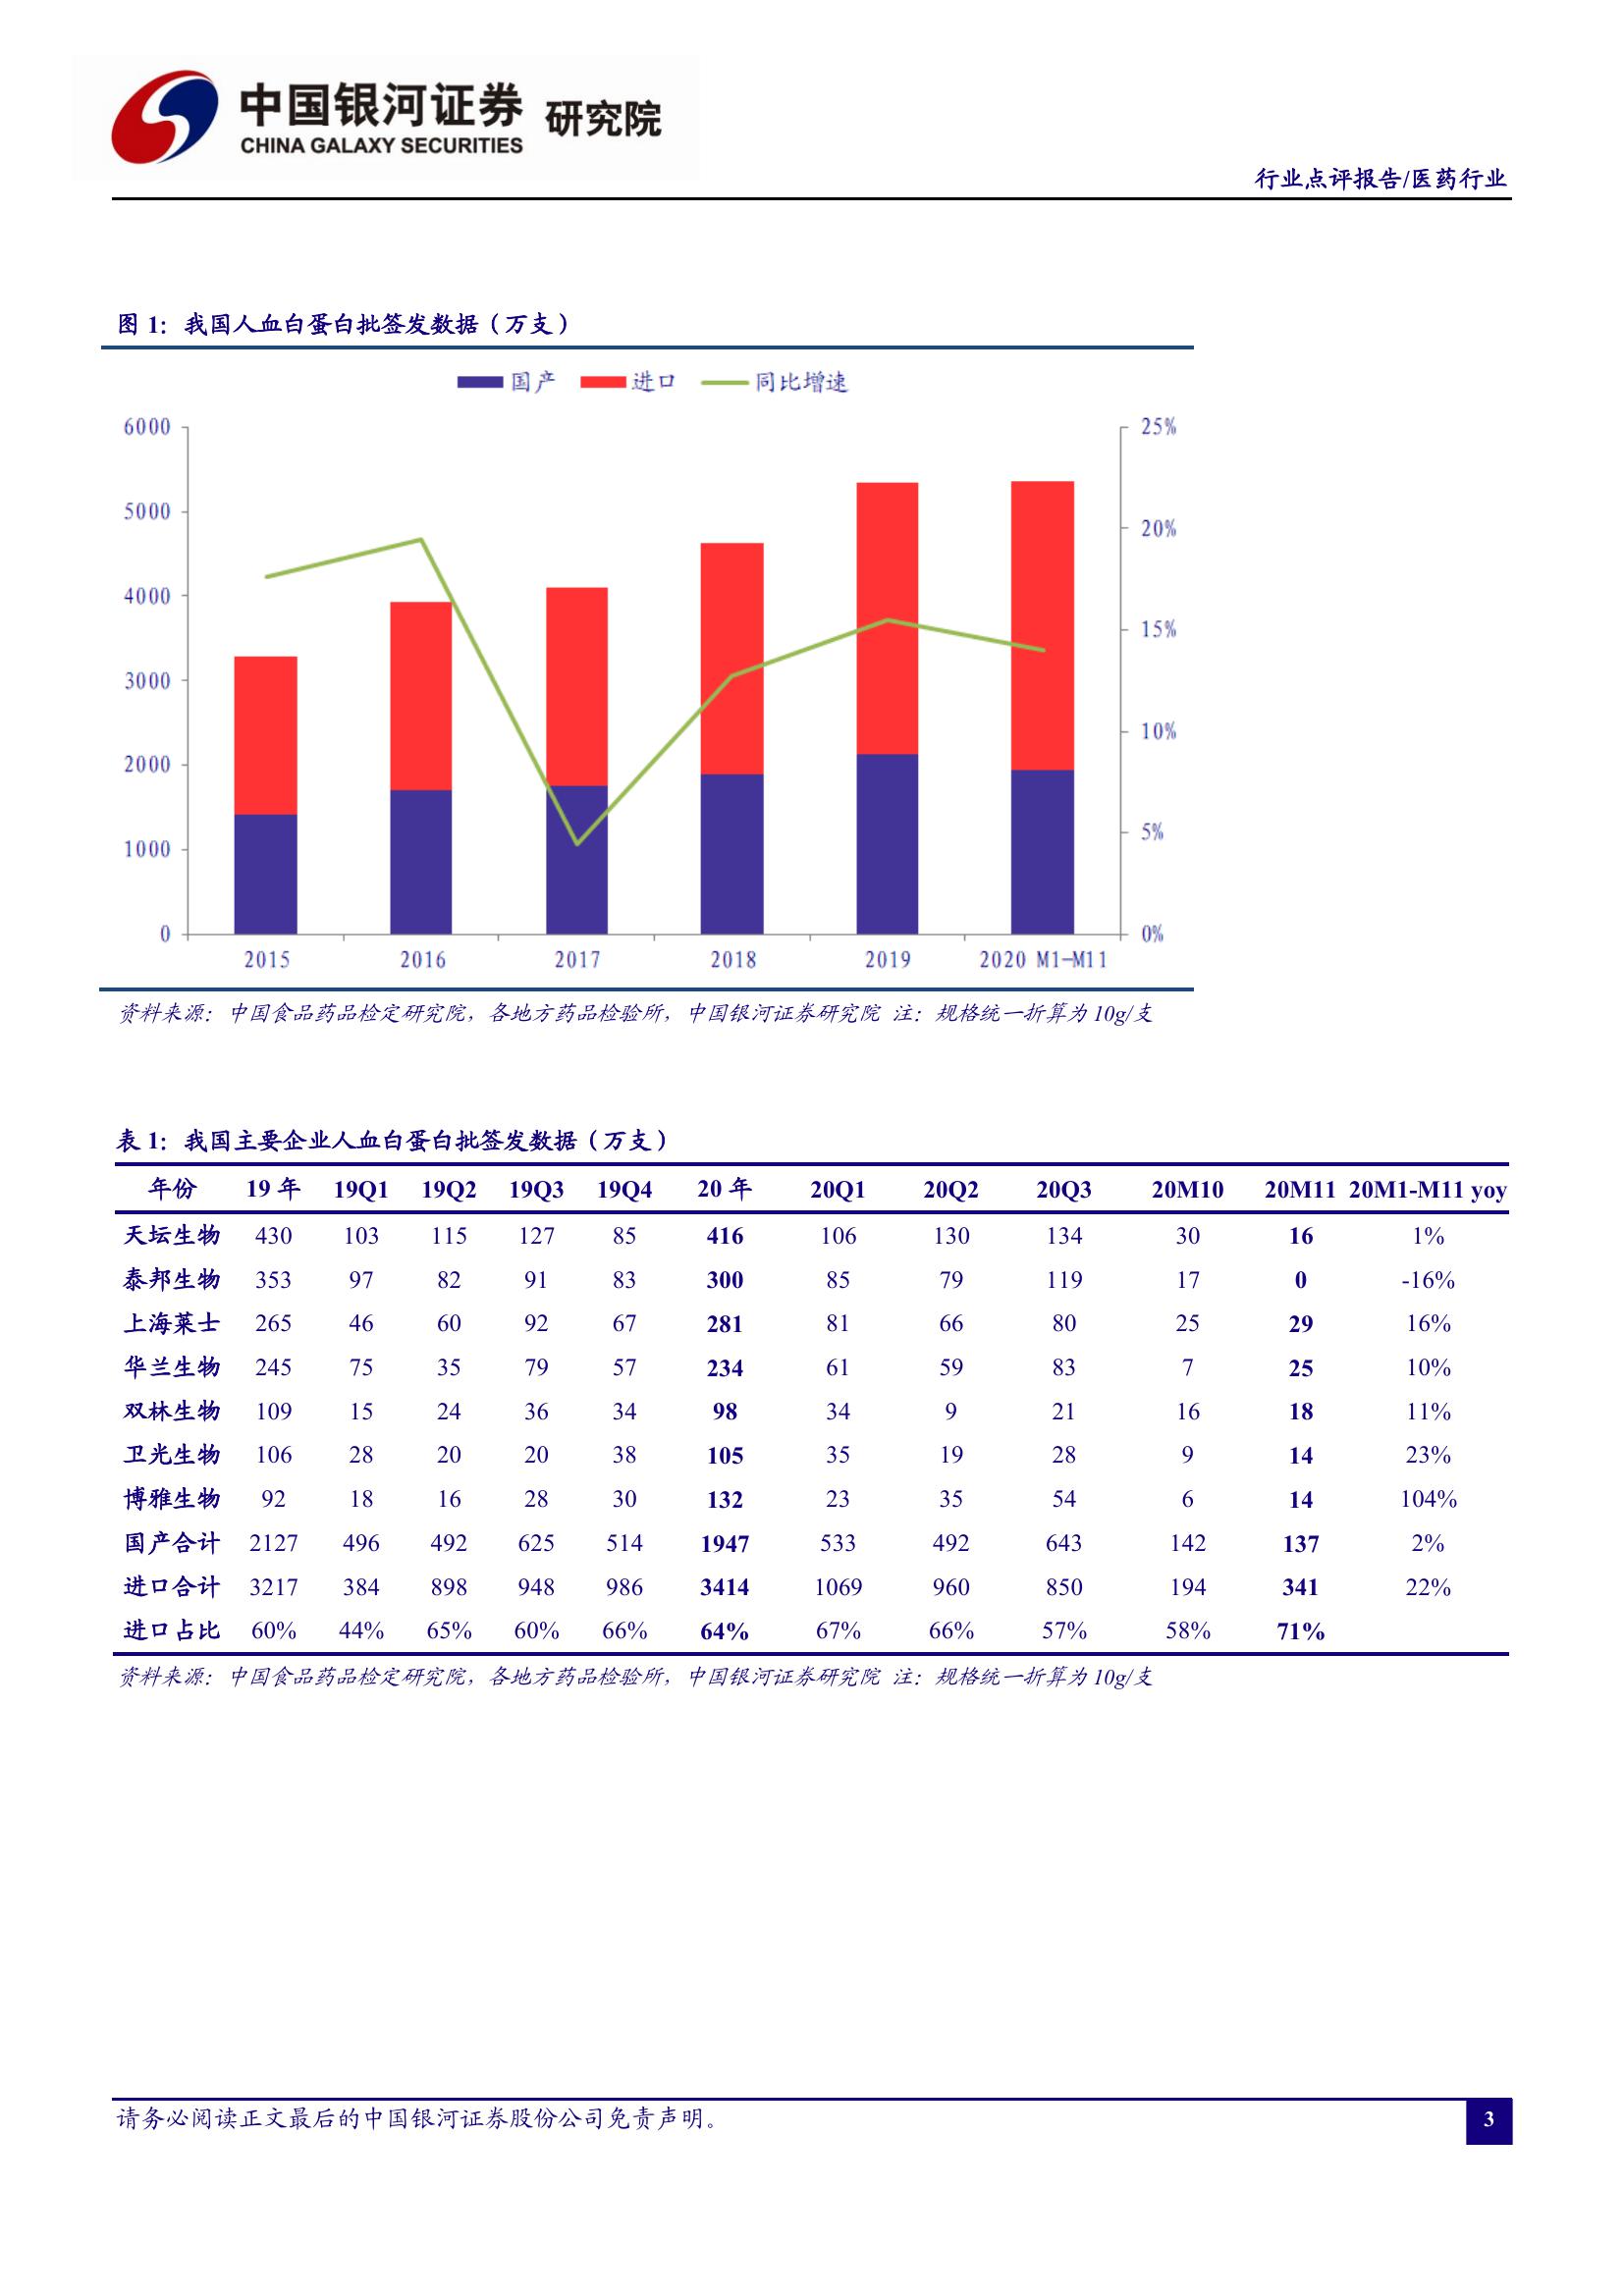 中国银河证券 研究院
CHINA GALAXY SECURITIES
行业点评报告/医药行业
图 1：我国人血白蛋白批签发数据（万支）
国产 进口 同比增速
6000 25%
5000 20%
4000 15%
3000 10%
2000 5%
1000 0%
0
2015 2016 2017 2018 2019 2020 M1-M11
资料来源：中国食品药品检定研究院，各地方药品检验所，中国银河证券研究院 注：规格统一折算为 10g/支
表 1：我国主要企业人血白蛋白批签发数据（万支）
年份 19 年 19Q1 19Q2 19Q3 19Q4 20 年 20Q1 20Q2 20Q3 20M10 20M11 20M1-M11 yoy
天坛生物 430 103 115 127 85 416 106 130 134 30 16 1%
泰邦生物 353 97 82 91 83 300 85 79 119 17 0 -16%
上海莱士 265 46 60 92 67 281 81 66 80 25 29 16%
华兰生物 245 75 35 79 57 234 61 59 83 7 25 10%
双林生物 109 15 24 36 34 98 34 9 21 16 18 11%
卫光生物 106 28 20 20 38 105 35 19 28 9 14 23%
博雅生物 92 18 16 28 30 132 23 35 54 6 14 104%
国产合计 2127 496 492 625 514 1947 533 492 643 142 137 2%
进口合计 3217 384 898 948 986 3414 1069 960 850 194 341 22%
进口占比 60% 44% 65% 60% 66% 64% 67% 66% 57% 58% 71%
资料来源：中国食品药品检定研究院，各地方药品检验所，中国银河证券研究院 注：规格统一折算为 10g/支
请务必阅读正文最后的中国银河证券股份公司免责声明。
3